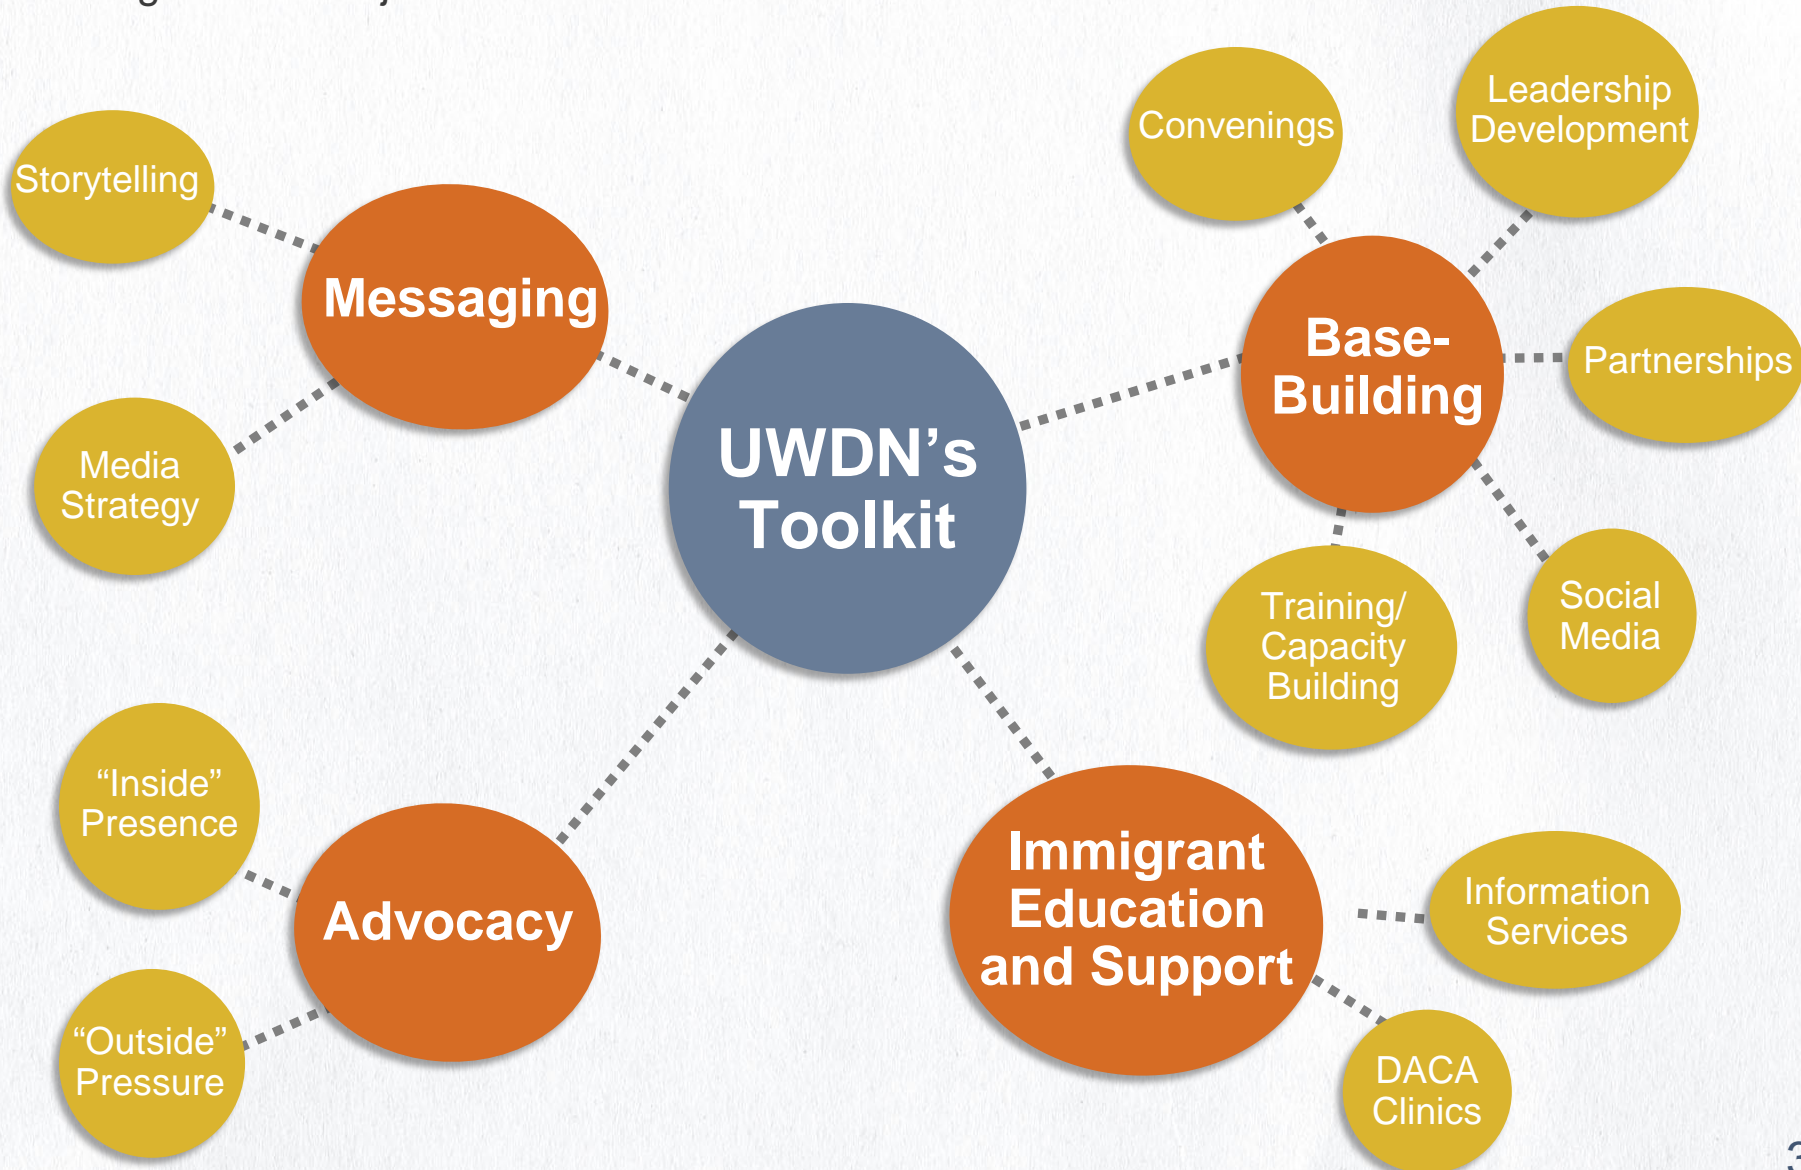 Storytelling
Messaging
Media
Strategy
UWDN’s
Toolkit
Convenings
Leadership
Development
Base-
Building
Partnerships
Training/
Capacity
Building
Social
Media
“Inside”
Presence
Advocacy
“Outside”
Pressure
Immigrant
Education
and Support
Information
Services
DACA
Clinics
3